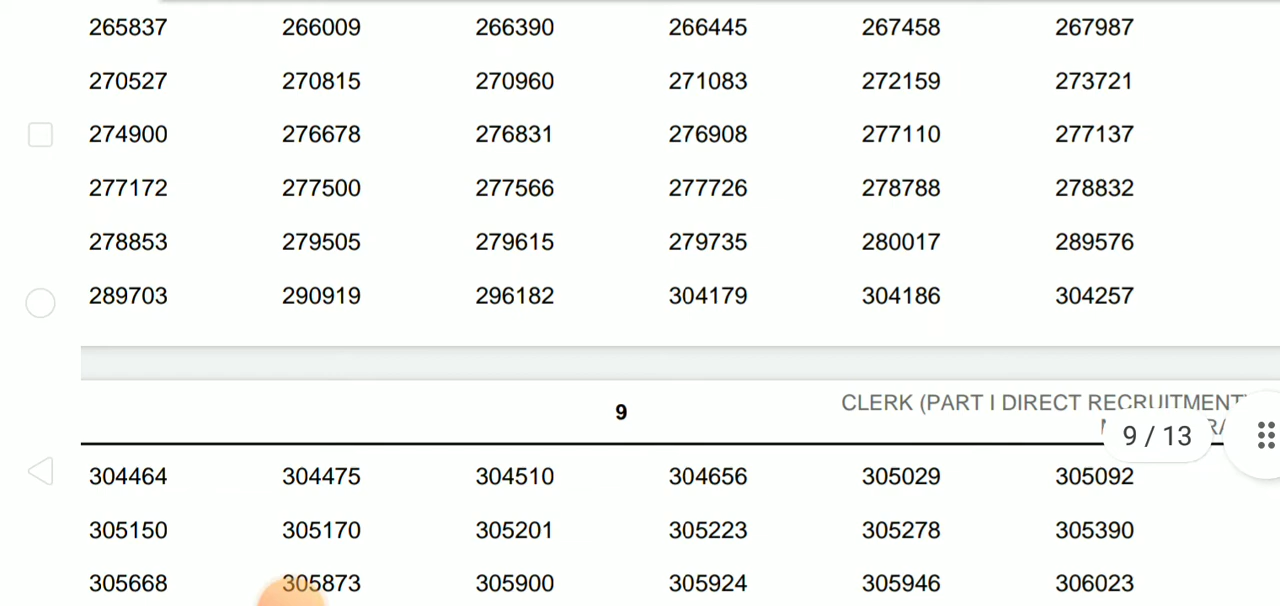 265837 266009 266390 266445 267458 267987
270527 270815 270960 271083 272159 273721
274900 276678 276831 276908 277110 277137
277172 277500 277566 277726 278788 278832
278853 279505 279615 279735 280017 289576
289703 290919 296182 304179 304186 304257
9 CLERK (PART I DIRECT RECRUITMENT)
9 / 13
304464 304475 304510 304656 305029 305092
305150 305170 305201 305223 305278 305390
305668 305873 305900 305924 305946 306023